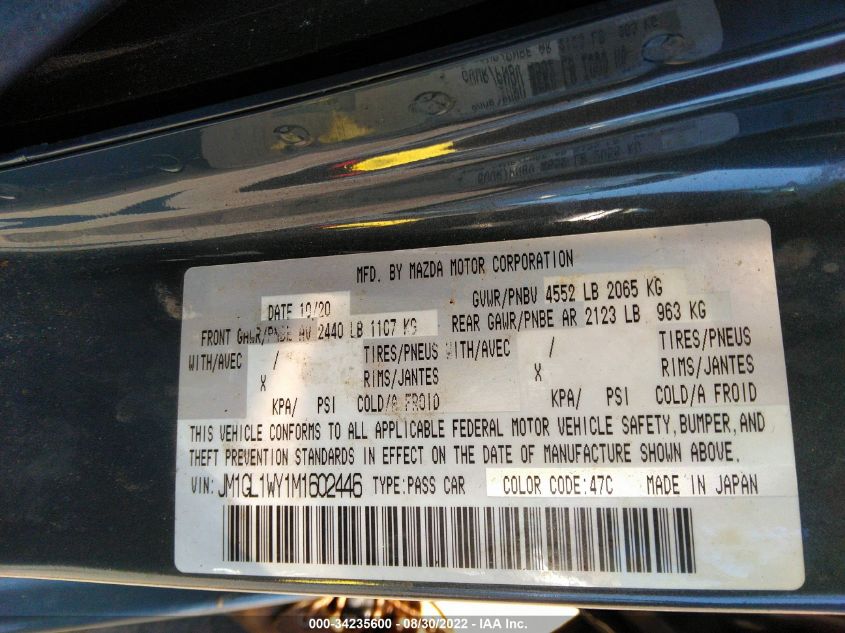 MFD. BY MAZDA MOTOR CORPORATION
DATE 10/20 GVWR/PNBV 4552 LB 2065 KG
FRONT GAWR/PNBE AV 2440 LB 1107 KG REAR GAWR/PNBE AR 2123 LB 963 KG
WITH/AVEC / TIRES/PNEUS WITH/AVEC / TIRES/PNEUS
X RIMS/JANTES X RIMS/JANTES
KPA/ PSI COLD/A FROID KPA/ PSI COLD/A FROID
THIS VEHICLE CONFORMS TO ALL APPLICABLE FEDERAL MOTOR VEHICLE SAFETY, BUMPER, AND
THEFT PREVENTION STANDARDS IN EFFECT ON THE DATE OF MANUFACTURE SHOWN ABOVE.
VIN: JM1GL1WY1M1602446 TYPE:PASS CAR COLOR CODE:47C MADE IN JAPAN
000-34235600 - 08/30/2022 - IAA Inc.